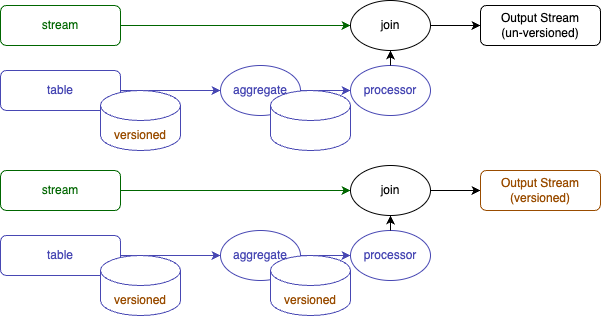 stream
join
Output Stream
(un-versioned)
table
aggregate
processor
versioned
stream
join
Output Stream
(versioned)
table
aggregate
processor
versioned
versioned